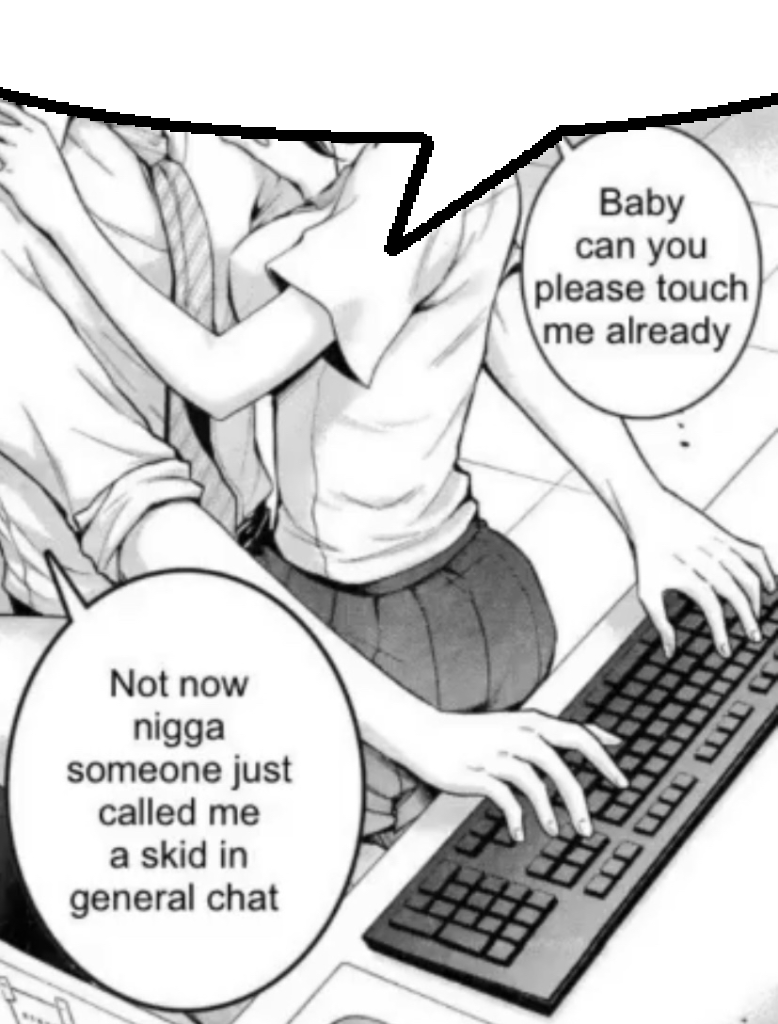 Baby
can you
please touch
me already
Not now
nigga
someone just
called me
a skid in
general chat